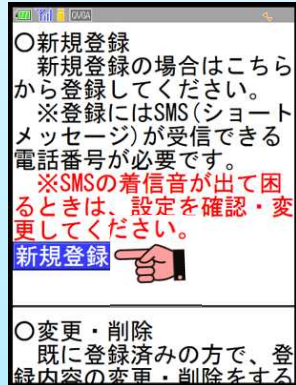 ○新規登録
新規登録の場合はこちら
から登録してください。
※登録にはSMS(ショート
メッセージ)が受信できる
電話番号が必要です。
※SMSの着信音が出て困
るときは、設定を確認・変
更してください。
新規登録
○変更・削除
既に登録済みの方で、登
録内容の変更・削除をする